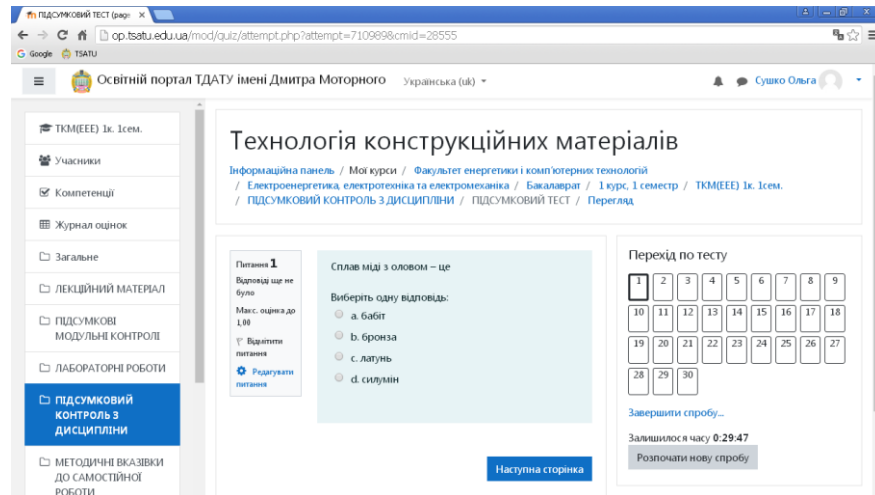 ПІДСУМКОВИЙ ТЕСТ (page
op.tsatu.edu.ua/mod/quiz/attempt.php?attempt=710989&cmid=28555
Google
TSATU
Освітній портал ТДАТУ імені Дмитра Моторного
Українська (uk)
Сушко Ольга
ТКМ(ЕЕЕ) 1к. 1сем.
Учасники
Компетенції
Журнал оцінок
Загальне
ЛЕКЦІЙНИЙ МАТЕРІАЛ
ПІДСУМКОВІ
МОДУЛЬНІ КОНТРОЛІ
ЛАБОРАТОРНІ РОБОТИ
ПІДСУМКОВИЙ
КОНТРОЛЬ З
ДИСЦИПЛІНИ
МЕТОДИЧНІ ВКАЗІВКИ
ДО САМОСТІЙНОЇ
РОБОТИ
Технологія конструкційних матеріалів
Інформаційна панель / Мої курси / Факультет енергетики і комп'ютерних технологій
/ Електроенергетика, електротехніка та електромеханіка / Бакалаврат / 1 курс, 1 семестр / ТКМ(ЕЕЕ) 1к. 1сем.
/ ПІДСУМКОВИЙ КОНТРОЛЬ З ДИСЦИПЛІНИ / ПІДСУМКОВИЙ ТЕСТ / Перегляд
Питання 1
Відповіді ще не
було
Макс. оцінка до
1,00
Відмітити
питання
Редагувати
питання
Сплав міді з оловом – це
Виберіть одну відповідь:
a. бабіт
b. бронза
c. латунь
d. силумін
Наступна сторінка
Перехід по тесту
1 2 3 4 5 6 7 8 9
10 11 12 13 14 15 16 17 18
19 20 21 22 23 24 25 26 27
28 29 30
Завершити спробу...
Залишилося часу 0:29:47
Розпочати нову спробу